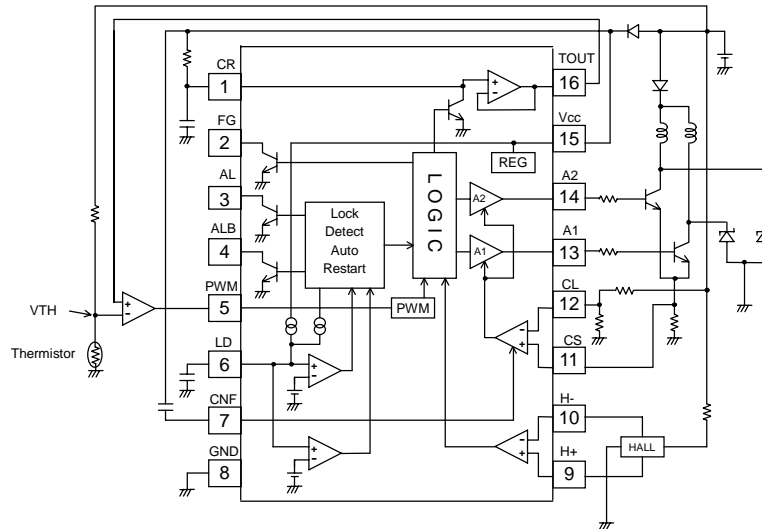 CR
1
TOUT
16
FG
2
Vcc
15
REG
AL
3
LOGIC
A2
A2
14
Lock
Detect
Auto
Restart
ALB
4
A1
A1
13
PWM
5
PWM
CL
12
VTH
+
-
Thermistor
LD
6
+
-
-
+
CS
11
CNF
7
H-
10
GND
8
+
-
-
+
H+
9
HALL
+
-